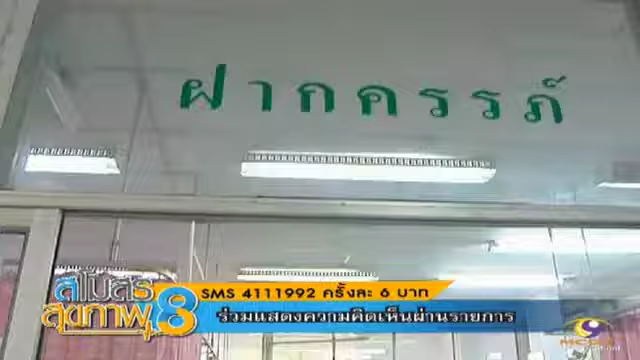 ฝากครรภ์
สโมสร
สุขภาพ 8
SMS 4111992 ครั้งละ 6 บาท
ร่วมแสดงความคิดเห็นผ่านรายการ